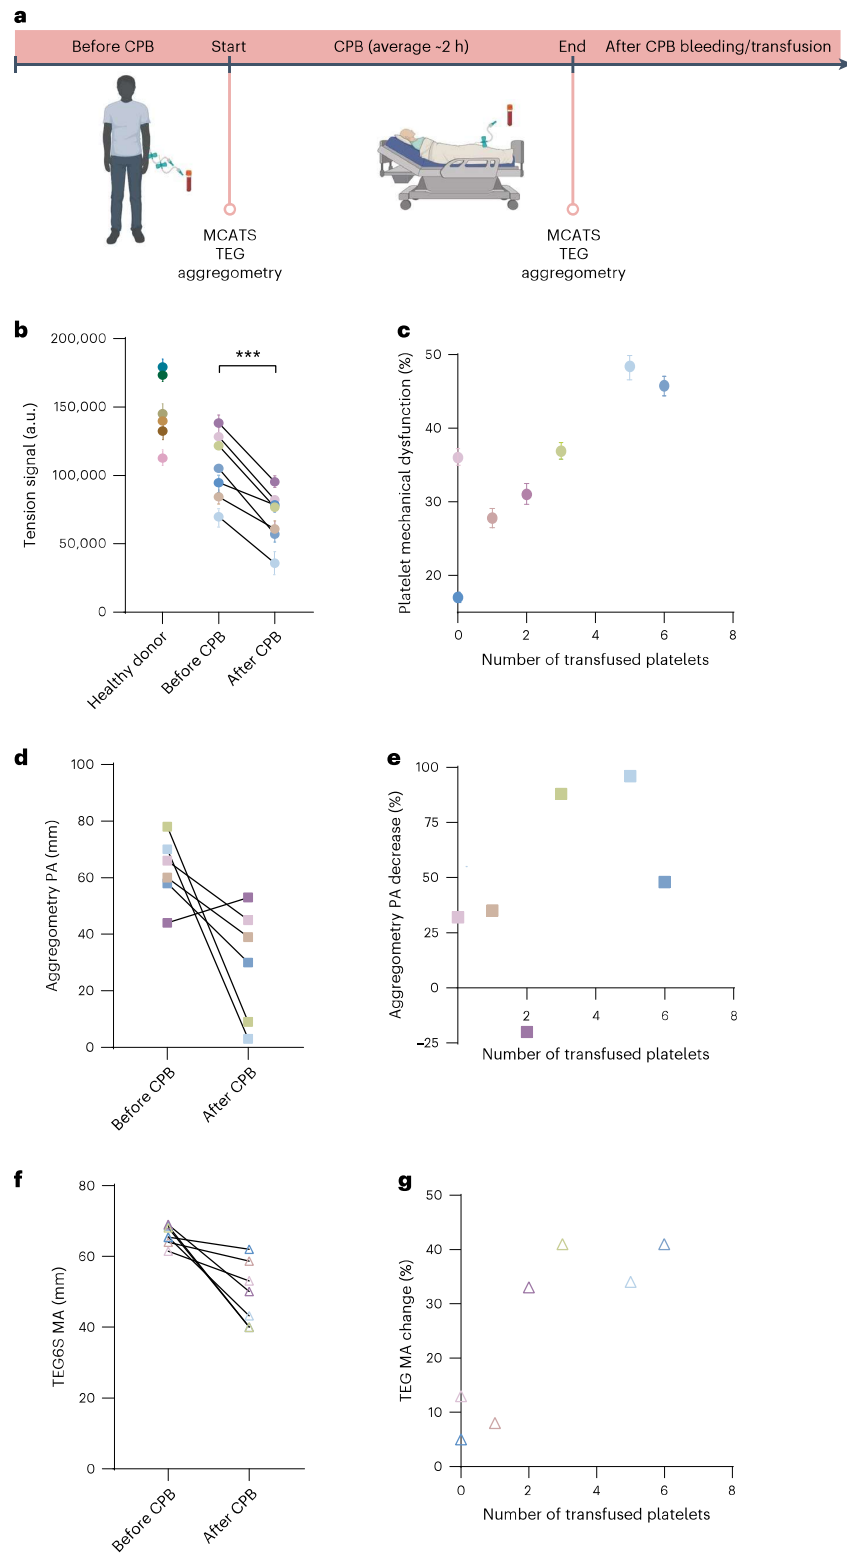 a
Before CPB
Start
CPB (average ~2 h)
End
After CPB bleeding/transfusion
MCATS
TEG
aggregometry
MCATS
TEG
aggregometry
b
200,000
150,000
100,000
50,000
0
Tension signal (a.u.)
***
Healthy donor
Before CPB
After CPB
c
50
40
30
20
Platelet mechanical dysfunction (%)
0
2
4
6
8
Number of transfused platelets
d
100
80
60
40
20
0
Aggregometry PA (mm)
Before CPB
After CPB
e
100
75
50
25
0
–25
Aggregometry PA decrease (%)
2
4
6
8
Number of transfused platelets
f
80
60
40
20
0
TEG6S MA (mm)
Before CPB
After CPB
g
50
40
30
20
10
0
TEG MA change (%)
0
2
4
6
8
Number of transfused platelets